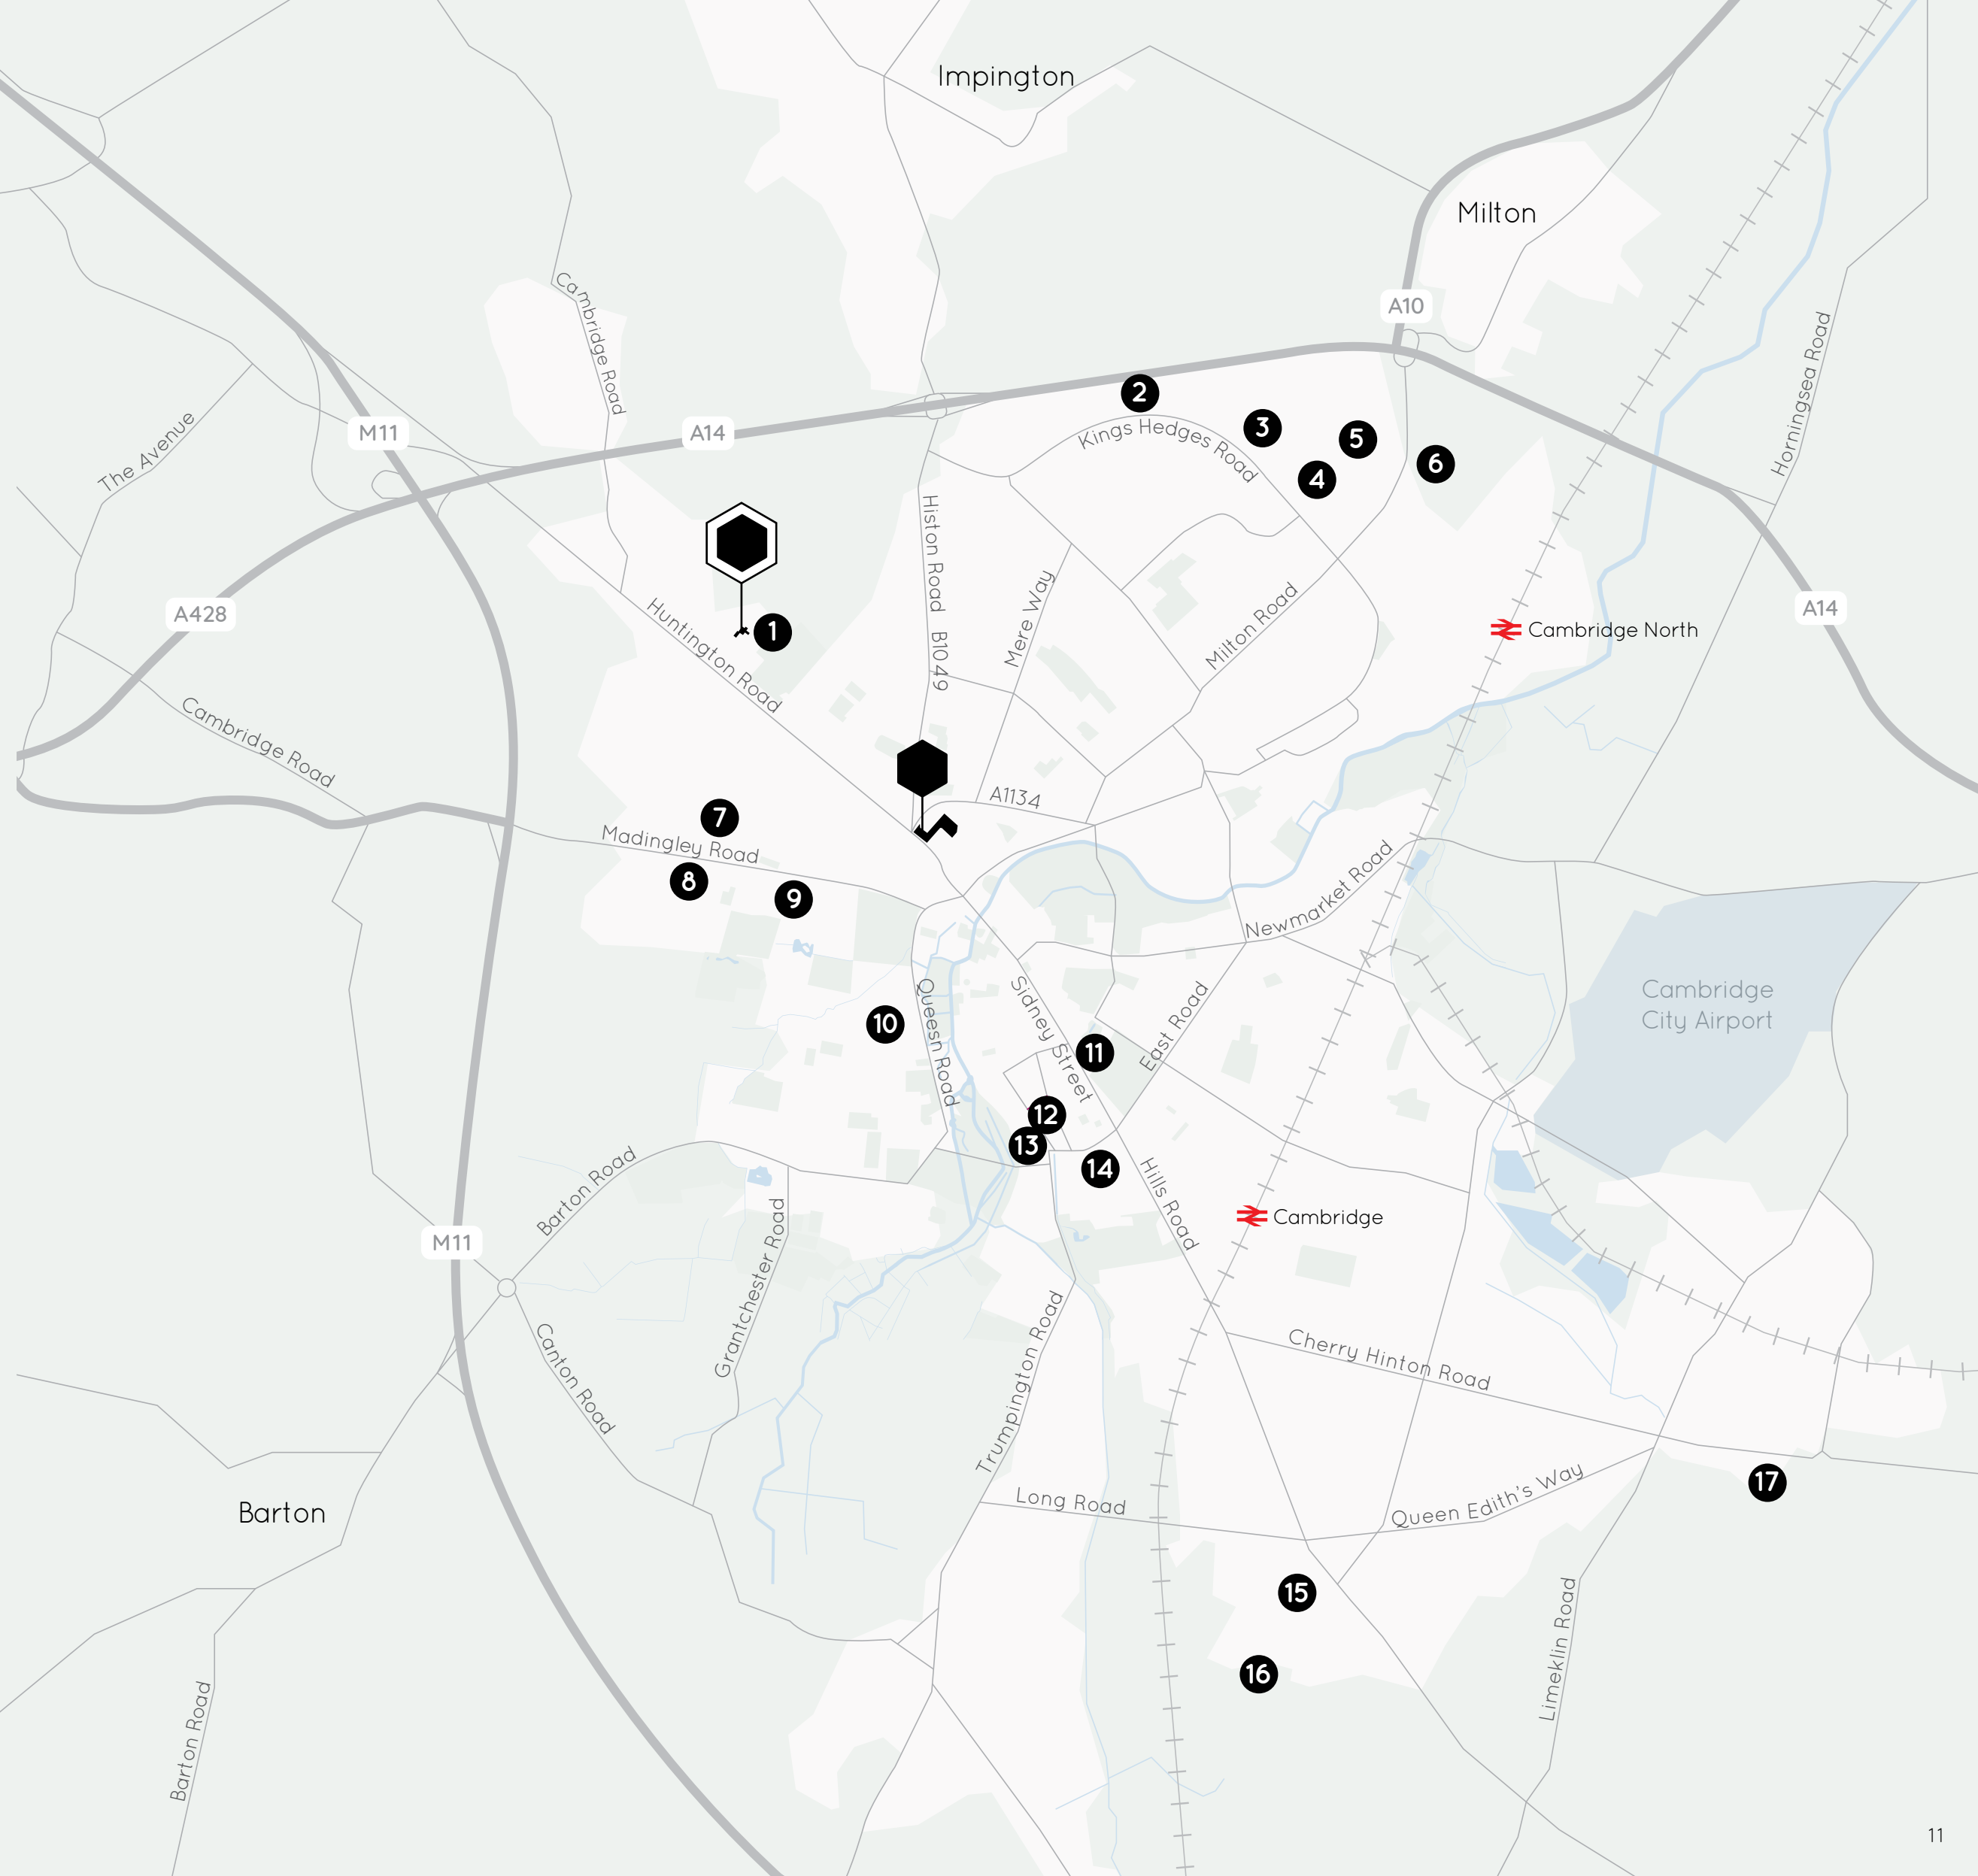 Impington
Milton
A10
Cambridge Road
Horningsea Road
2
Kings Hedges Road
3
5
4
6
M11
A14
The Avenue
Histon Road B1049
Mere Way
Milton Road
A428
Huntington Road
1
Cambridge North
A14
Cambridge Road
A1134
7
Madingley Road
8
9
Newmarket Road
Cambridge
City Airport
Queesn Road
Sidney Street
East Road
10
11
12
13
14
Barton Road
Hills Road
Cambridge
M11
Grantchester Road
Canton Road
Trumpington Road
Cherry Hinton Road
Barton
Long Road
Queen Edith's Way
17
15
Limeklin Road
16
Barton Road
11